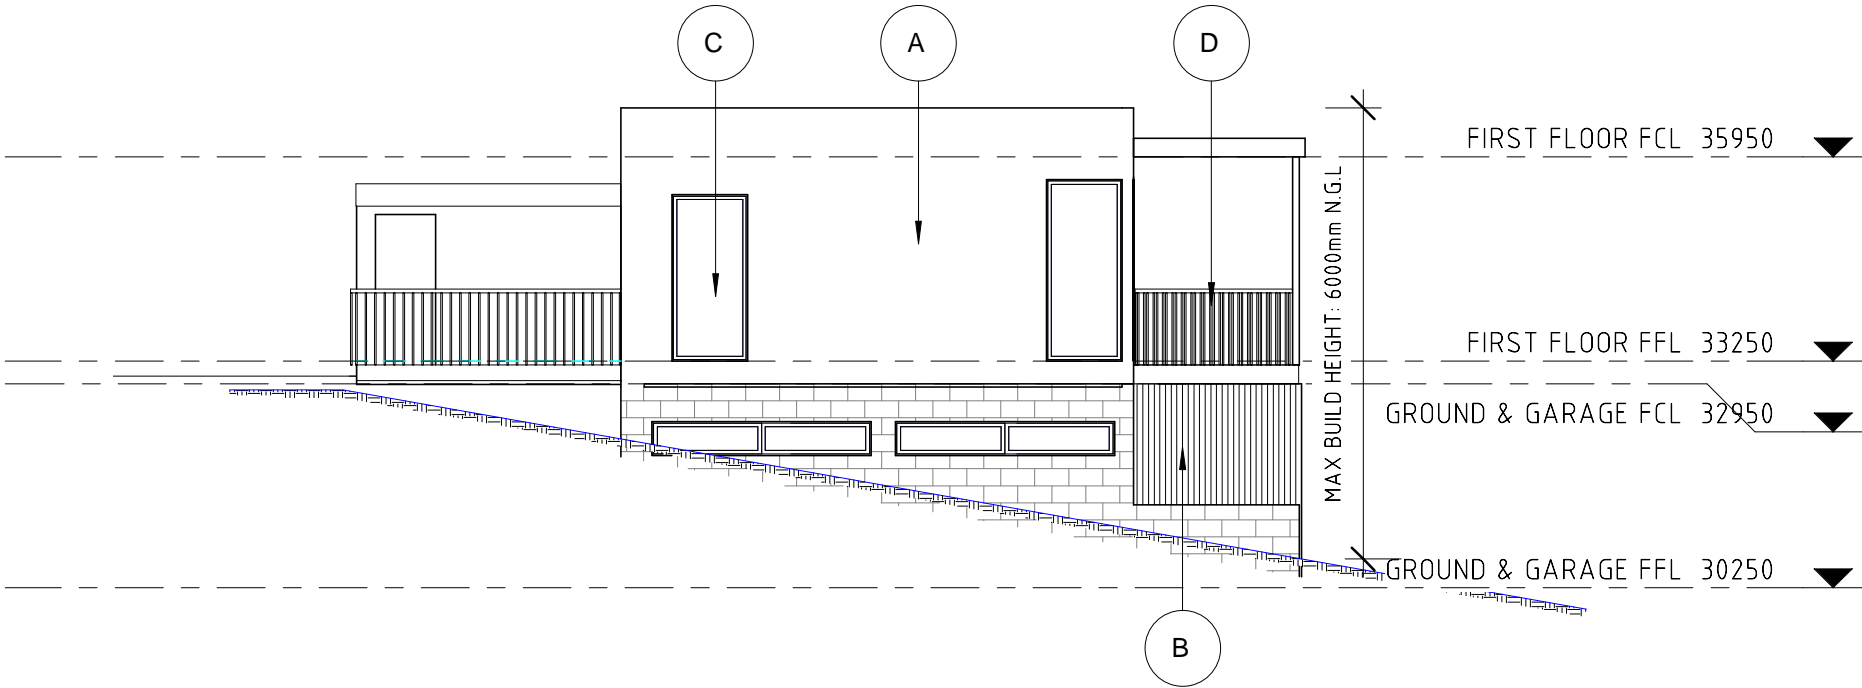 C
A
D
FIRST FLOOR FCL 35950
MAX BUILD HEIGHT: 6000mm N.G.L
FIRST FLOOR FFL 33250
GROUND & GARAGE FCL 32950
GROUND & GARAGE FFL 30250
B